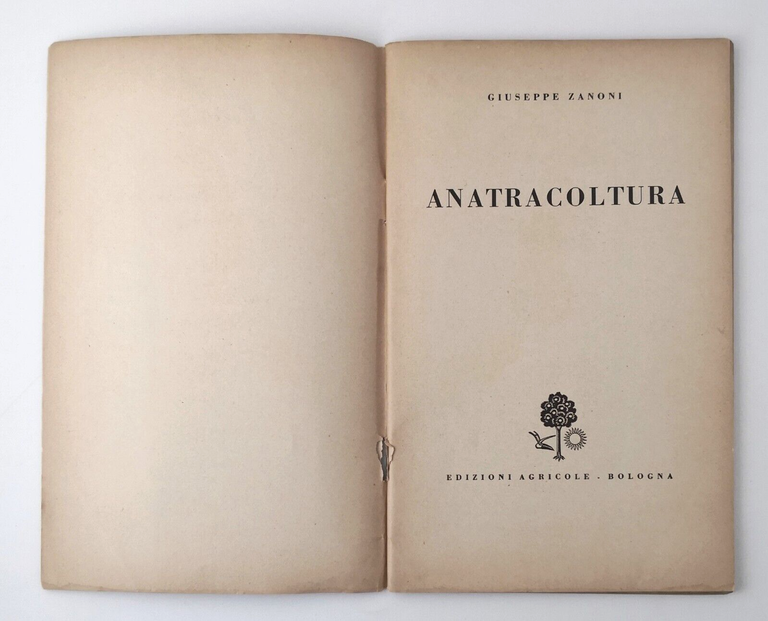 GIUSEPPE ZANONI
ANATRACOLTURA
EDIZIONI AGRICOLE - BOLOGNA